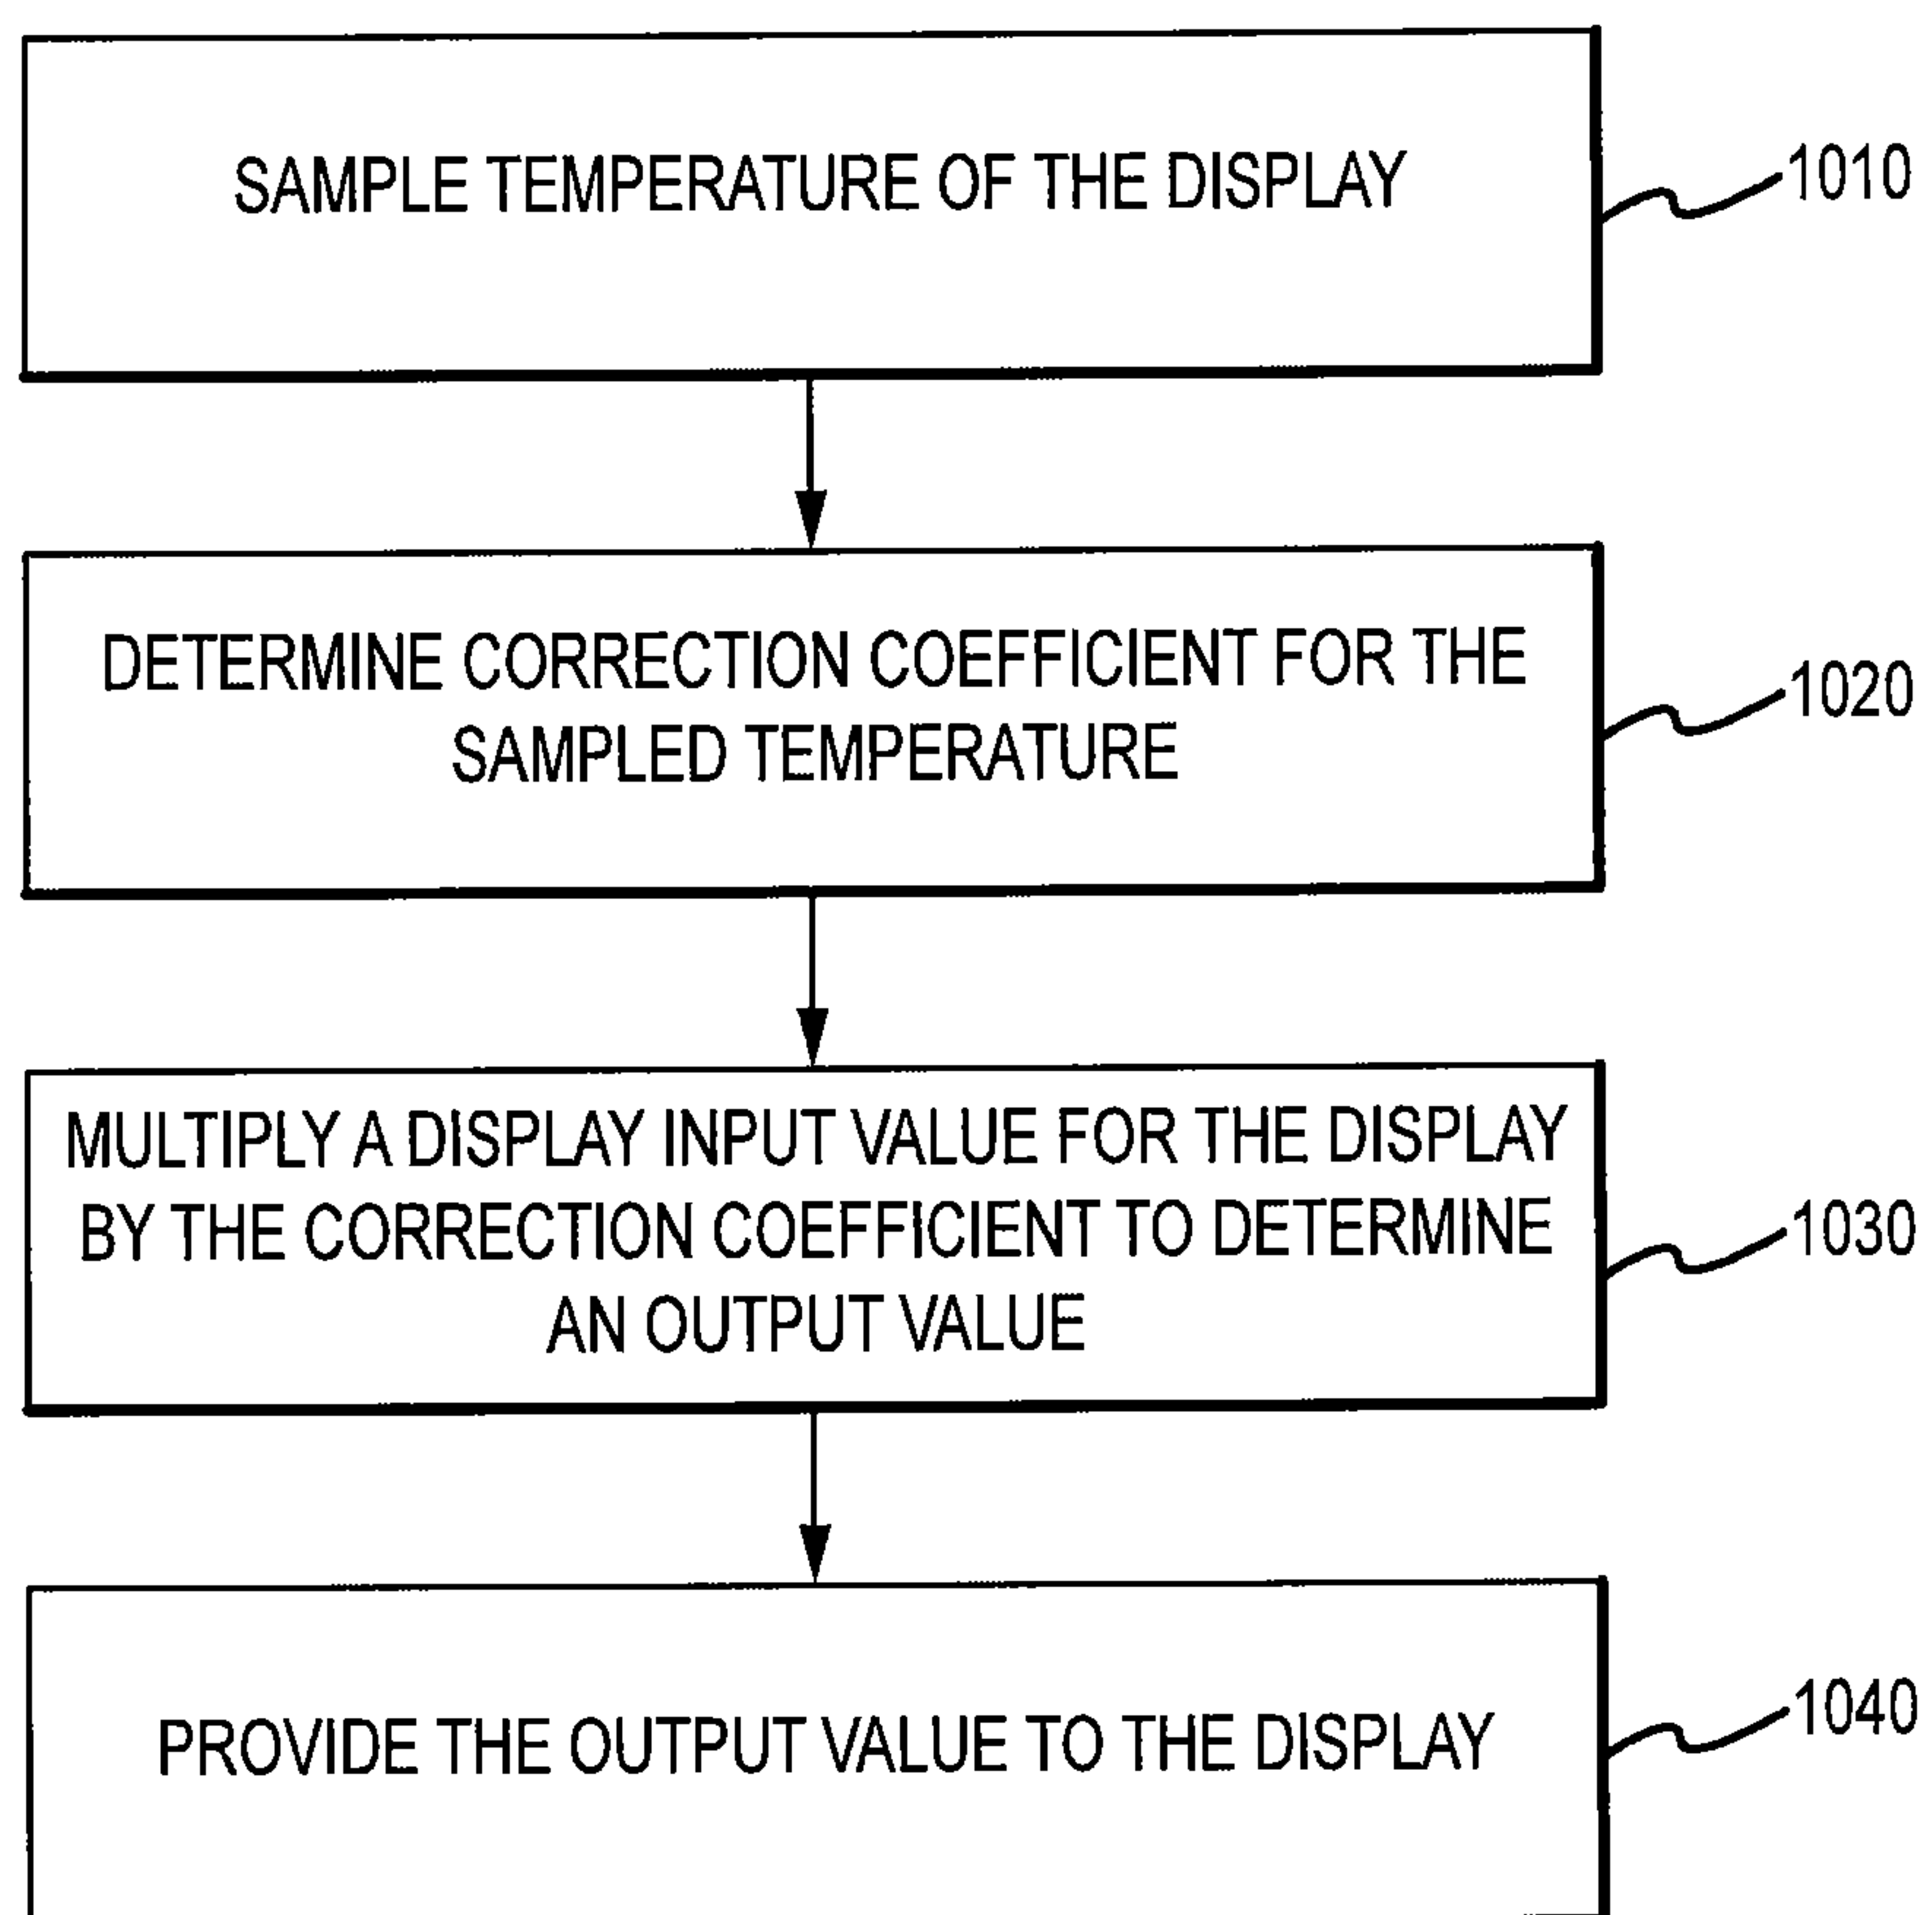 SAMPLE TEMPERATURE OF THE DISPLAY
1010
DETERMINE CORRECTION COEFFICIENT FOR THE
SAMPLED TEMPERATURE
1020
MULTIPLY A DISPLAY INPUT VALUE FOR THE DISPLAY
BY THE CORRECTION COEFFICIENT TO DETERMINE
AN OUTPUT VALUE
1030
PROVIDE THE OUTPUT VALUE TO THE DISPLAY
1040